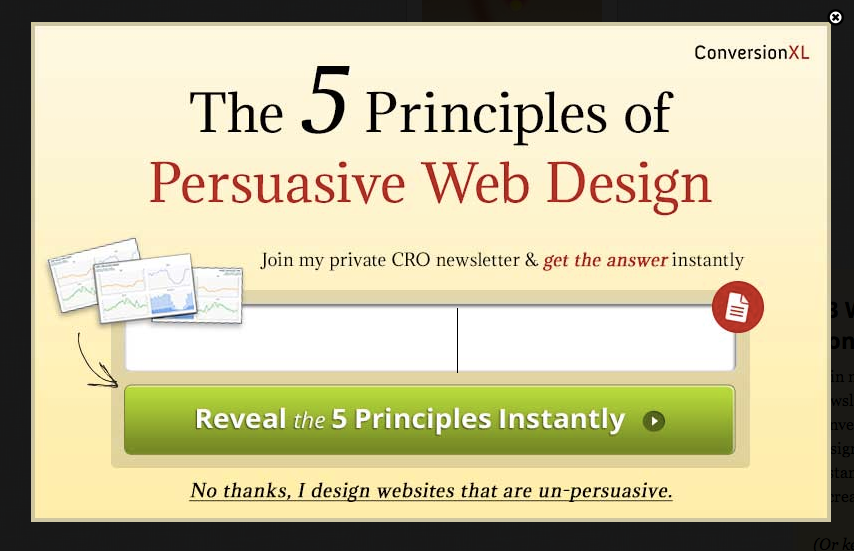 ConversionXL
The 5 Principles of
Persuasive Web Design
Join my private CRO newsletter & get the answer instantly
Reveal the 5 Principles Instantly
No thanks, I design websites that are un-persuasive.
(Or